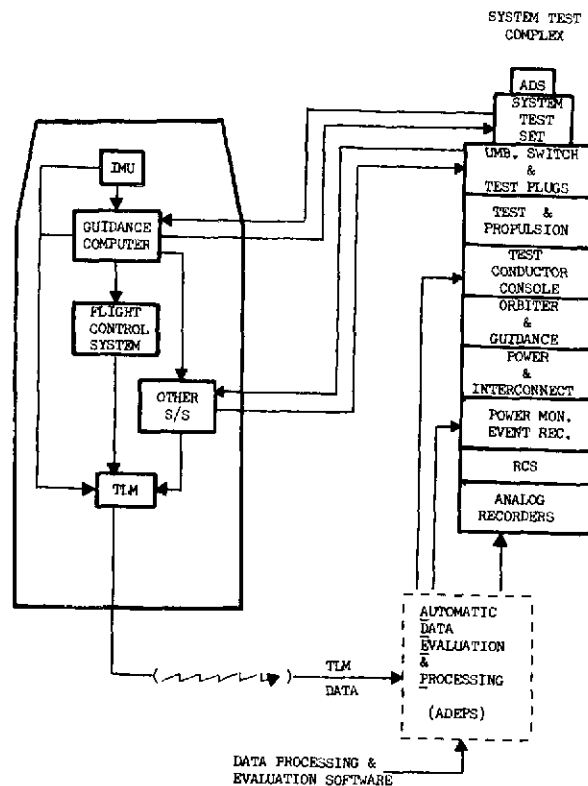 SYSTEM TEST
COMPLEX
ADS
SYSTEM
TEST
SET
UMB. SWITCH
&
TEST PLUGS
TEST &
PROPULSION
TEST
CONDUCTOR
CONSOLE
ORBITER
&
GUIDANCE
POWER
&
INTERCONNECT
POWER MON.
EVENT REC.
RCS
ANALOG
RECORDERS
IMU
GUIDANCE
COMPUTER
FLIGHT
CONTROL
SYSTEM
OTHER
S/S
TLM
TLM
DATA
AUTOMATIC
DATA
EVALUATION
&
PROCESSING
(ADEPS)
DATA PROCESSING &
EVALUATION SOFTWARE